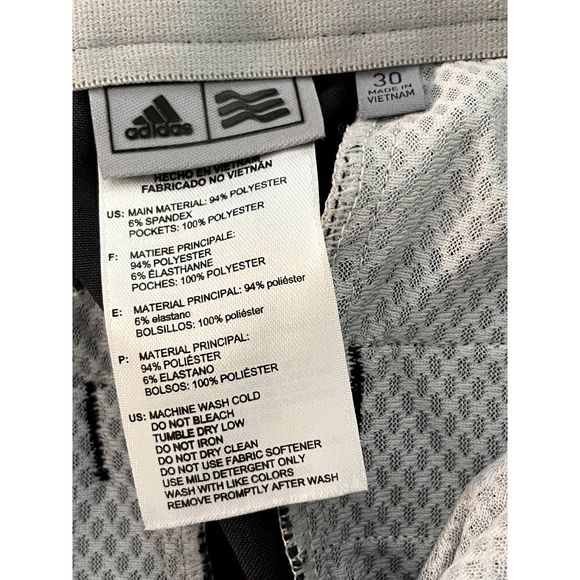 adidas
30
MADE IN
VIETNAM
HECHO EN VIETNAM
FABRICADO NO VIETNÃN
US: MAIN MATERIAL: 94% POLYESTER
6% SPANDEX
POCKETS: 100% POLYESTER
F: MATIERE PRINCIPALE:
94% POLYESTER
6% ÉLASTHANNE
POCHES: 100% POLYESTER
E: MATERIAL PRINCIPAL: 94% poliéster
6% elastano
BOLSILLOS: 100% poliéster
P: MATERIAL PRINCIPAL:
94% POLIÉSTER
6% ELASTANO
BOLSOS: 100% POLIÉSTER
US: MACHINE WASH COLD
DO NOT BLEACH
TUMBLE DRY LOW
DO NOT IRON
DO NOT DRY CLEAN
DO NOT USE FABRIC SOFTENER
USE MILD DETERGENT ONLY
WASH WITH LIKE COLORS
REMOVE PROMPTLY AFTER WASH